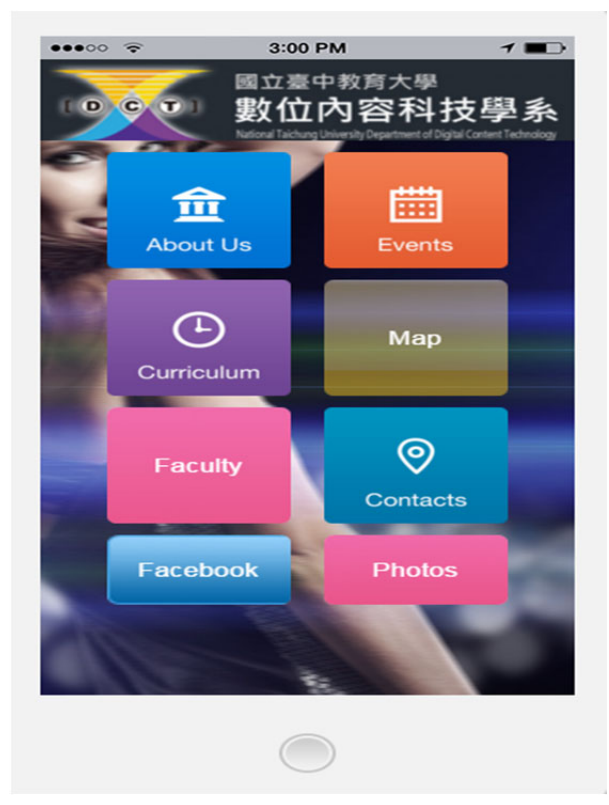 3:00 PM
[ D C T ]
國立臺中教育大學
數位內容科技學系
National Taichung University Department of Digital Content Technology
About Us
Events
Curriculum
Map
Faculty
Contacts
Facebook
Photos